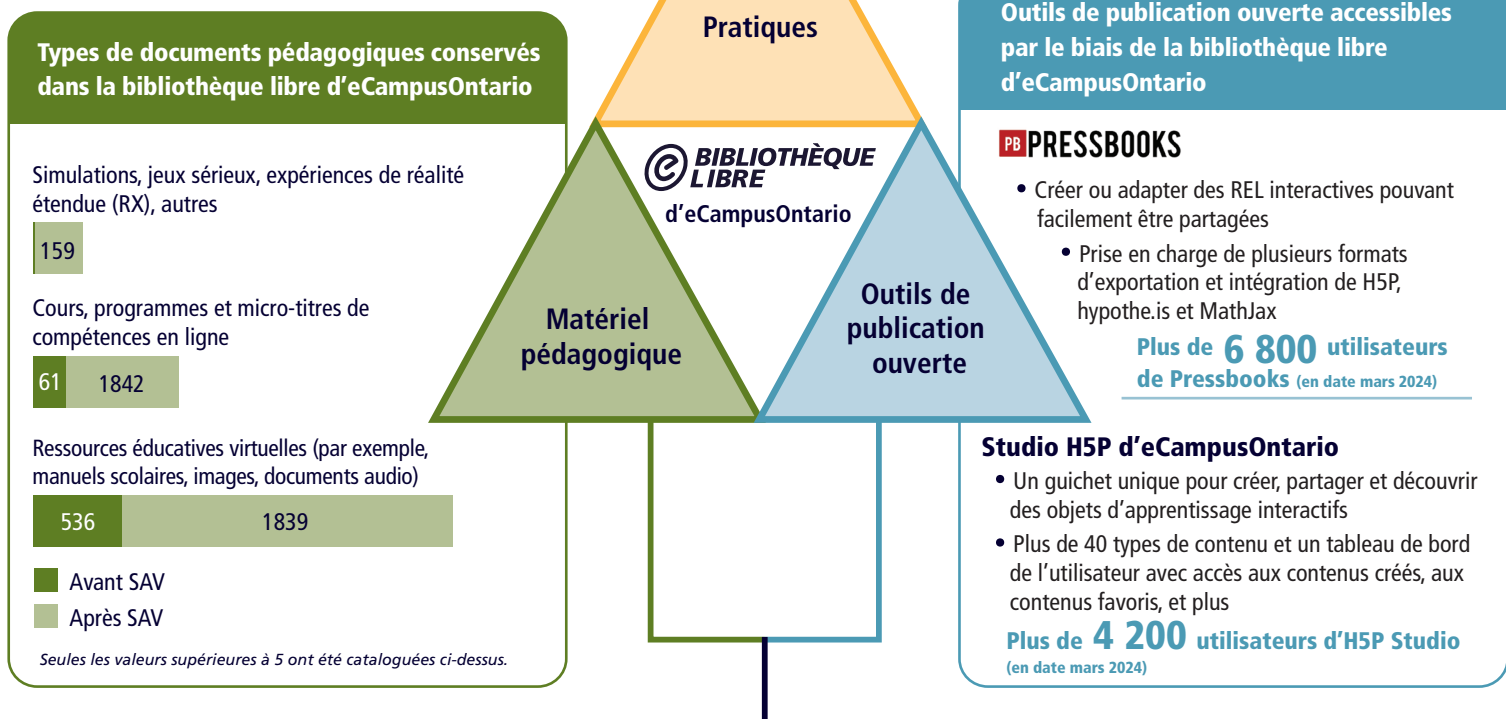 Types de documents pédagogiques conservés
dans la bibliothèque libre d'eCampusOntario
Simulations, jeux sérieux, expériences de réalité
étendue (RX), autres
159
Cours, programmes et micro-titres de
compétences en ligne
61 1842
Ressources éducatives virtuelles (par exemple,
manuels scolaires, images, documents audio)
536 1839
Avant SAV
Après SAV
Seules les valeurs supérieures à 5 ont été cataloguées ci-dessus.
Pratiques
e BIBLIOTHÈQUE
LIBRE
d'eCampusOntario
Matériel
pédagogique
Outils de
publication
ouverte
Outils de publication ouverte accessibles
par le biais de la bibliothèque libre
d'eCampusOntario
PB PRESSBOOKS
• Créer ou adapter des REL interactives pouvant
facilement être partagées
• Prise en charge de plusieurs formats
d'exportation et intégration de H5P,
hypothe.is et MathJax
Plus de 6 800 utilisateurs
de Pressbooks (en date mars 2024)
Studio H5P d'eCampusOntario
• Un guichet unique pour créer, partager et découvrir
des objets d'apprentissage interactifs
• Plus de 40 types de contenu et un tableau de bord
de l'utilisateur avec accès aux contenus créés, aux
contenus favoris, et plus
Plus de 4 200 utilisateurs d'H5P Studio
(en date mars 2024)